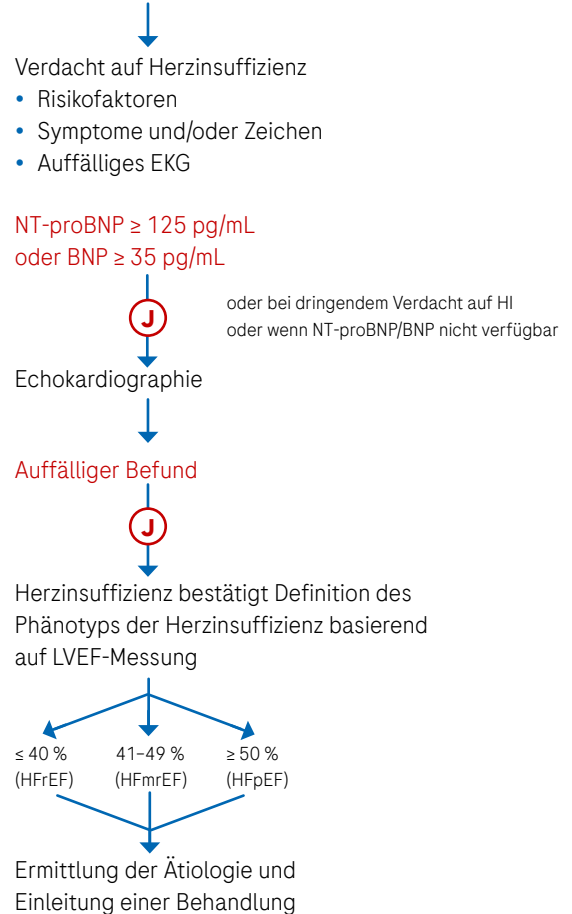 Verdacht auf Herzinsuffizienz
• Risikofaktoren
• Symptome und/oder Zeichen
• Auffälliges EKG
NT-proBNP ≥ 125 pg/mL
oder BNP ≥ 35 pg/mL
J
oder bei dringendem Verdacht auf HI
oder wenn NT-proBNP/BNP nicht verfügbar
Echokardiographie
Auffälliger Befund
J
Herzinsuffizienz bestätigt Definition des
Phänotyps der Herzinsuffizienz basierend
auf LVEF-Messung
≤ 40 % 41–49 % ≥ 50 %
(HFrEF) (HFmrEF) (HFpEF)
Ermittlung der Ätiologie und
Einleitung einer Behandlung